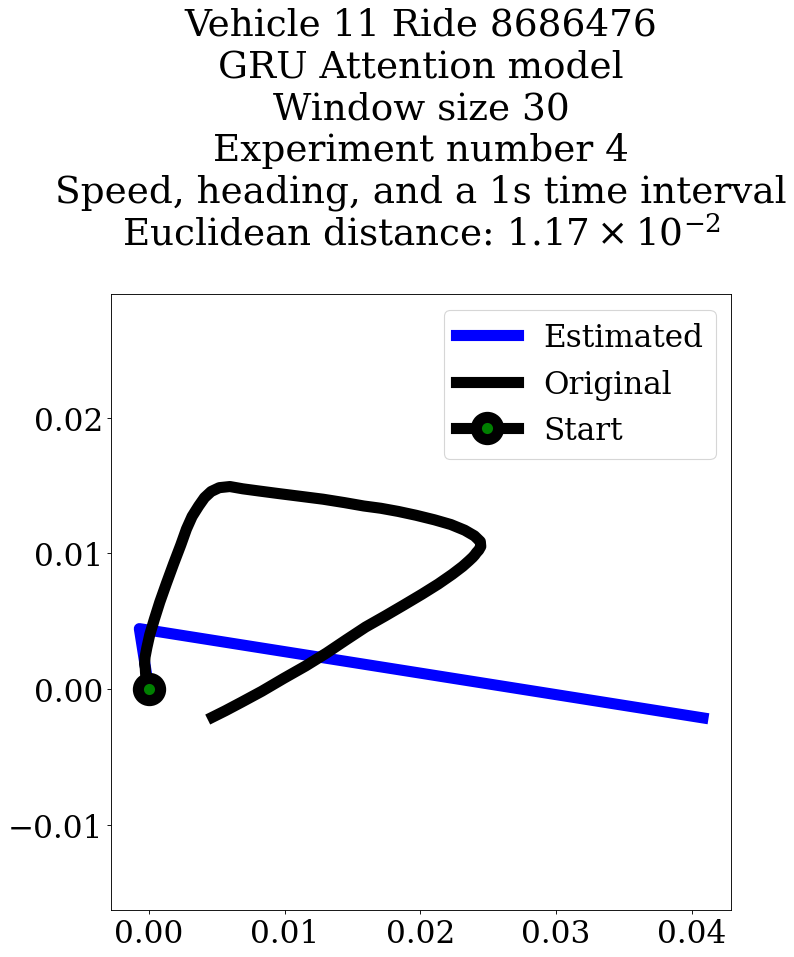 Vehicle 11 Ride 8686476
GRU Attention model
Window size 30
Experiment number 4
Speed, heading, and a 1s time interval
Euclidean distance: 1.17 × 10⁻²
Estimated
Original
Start
0.02
0.01
0.00
−0.01
0.00 0.01 0.02 0.03 0.04